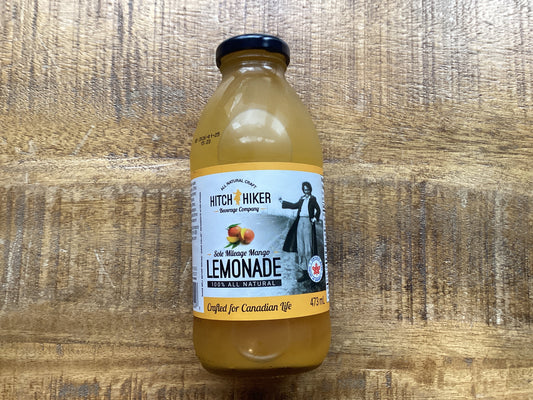 ALL NATURAL CRAFT
HITCH HIKER
Beverage Company
Sole Mileage Mango
LEMONADE
100% ALL NATURAL
Crafted for Canadian Life
473 mL